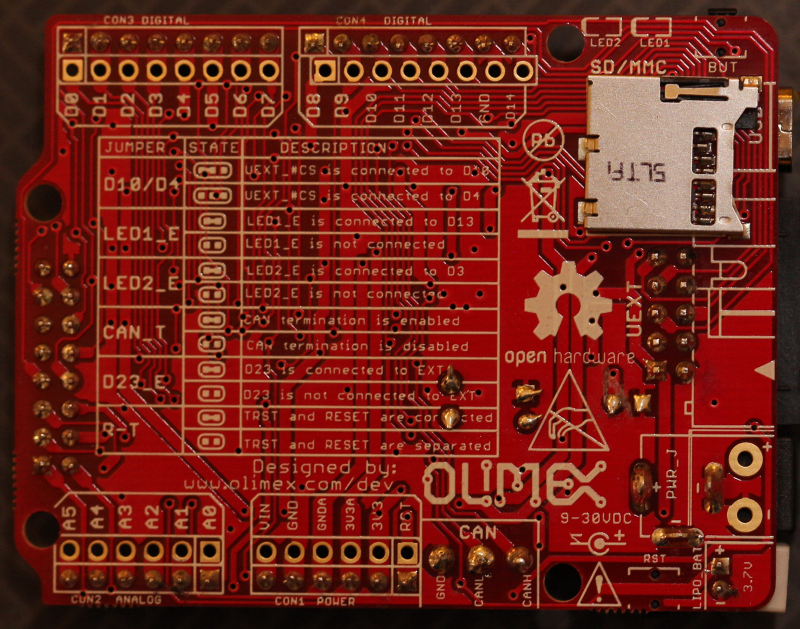 CON3 DIGITAL
CON4 DIGITAL
LED2 LED1
BUT
SD/MMC
D0 D1 D2 D3 D4 D5 D6 D7
D8 D9 D10 D11 D12 D13 GND D14
JUMPER STATE DESCRIPTION
D10/D4
UEXT_#CS is connected to D10
UEXT_#CS is connected to D4
LED1_E
LED1_E is connected to D13
LED1_E is not connected
LED2_E
LED2_E is connected to D3
LED2_E is not connected
CAN_T
CAN termination is enabled
CAN termination is disabled
D23_E
D23_E is connected to EXT
D23_E is not connected to EXT
R-T
TRST and RESET are connected
TRST and RESET are separated
Pb
5LTA
UEXT
open hardware
Designed by:
www.olimex.com/dev
OLIMEX
PWR_J
+
-
9-30VDC
A5 A4 A3 A2 A1 A0
VIN GND GNDA 3V3A 3V3 RST
CAN
GND CANL CANH
RST
LIPO_BAT
3.7V
CON2 ANALOG
CON1 POWER